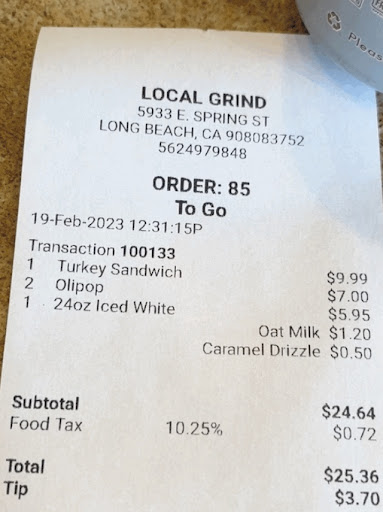 Pleas
LOCAL GRIND
5933 E. SPRING ST
LONG BEACH, CA 908083752
5624979848
ORDER: 85
To Go
19-Feb-2023 12:31:15P
Transaction 100133
1 Turkey Sandwich $9.99
2 Olipop $7.00
1 24oz Iced White $5.95
Oat Milk $1.20
Caramel Drizzle $0.50
Subtotal $24.64
Food Tax 10.25% $0.72
Total $25.36
Tip $3.70